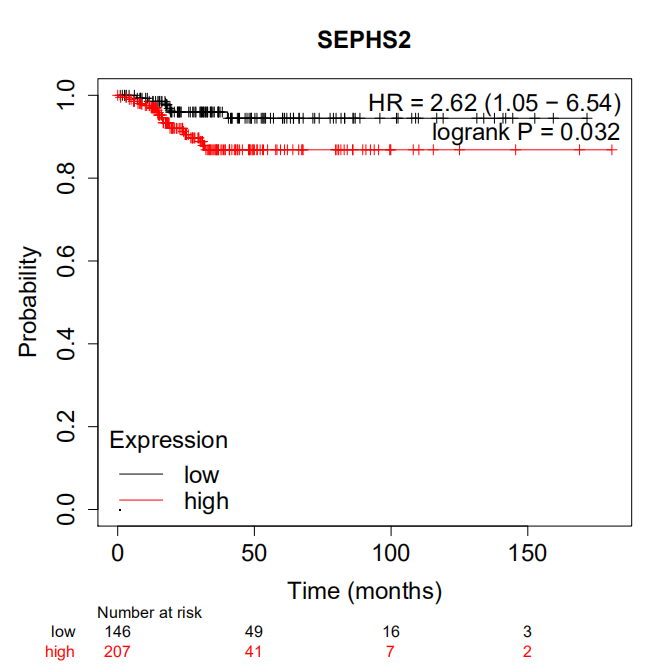 SEPHS2
HR = 2.62 (1.05 − 6.54)
logrank P = 0.032
1.0
0.8
0.6
0.4
0.2
0.0
Probability
Expression
low
high
0 50 100 150
Time (months)
Number at risk
low 146 49 16 3
high 207 41 7 2